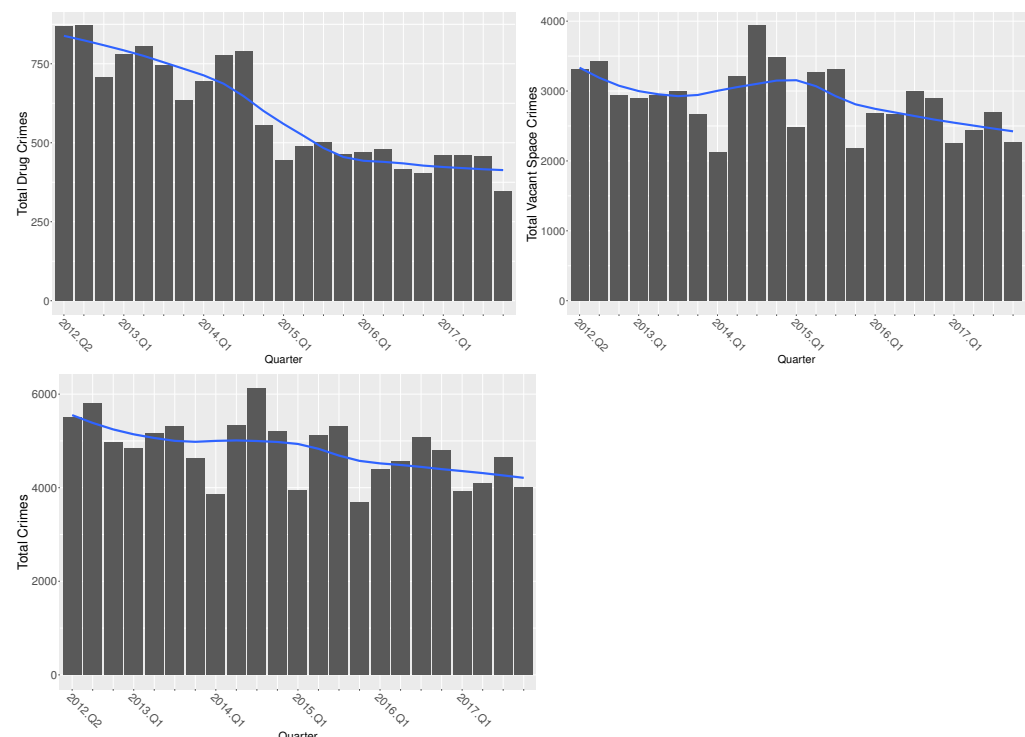 Total Drug Crimes
750
500
250
0
2012.Q2
2013.Q1
2014.Q1
2015.Q1
2016.Q1
2017.Q1
Quarter
Total Vacant Space Crimes
4000
3000
2000
1000
0
2012.Q2
2013.Q1
2014.Q1
2015.Q1
2016.Q1
2017.Q1
Quarter
Total Crimes
6000
4000
2000
0
2012.Q2
2013.Q1
2014.Q1
2015.Q1
2016.Q1
2017.Q1
Quarter